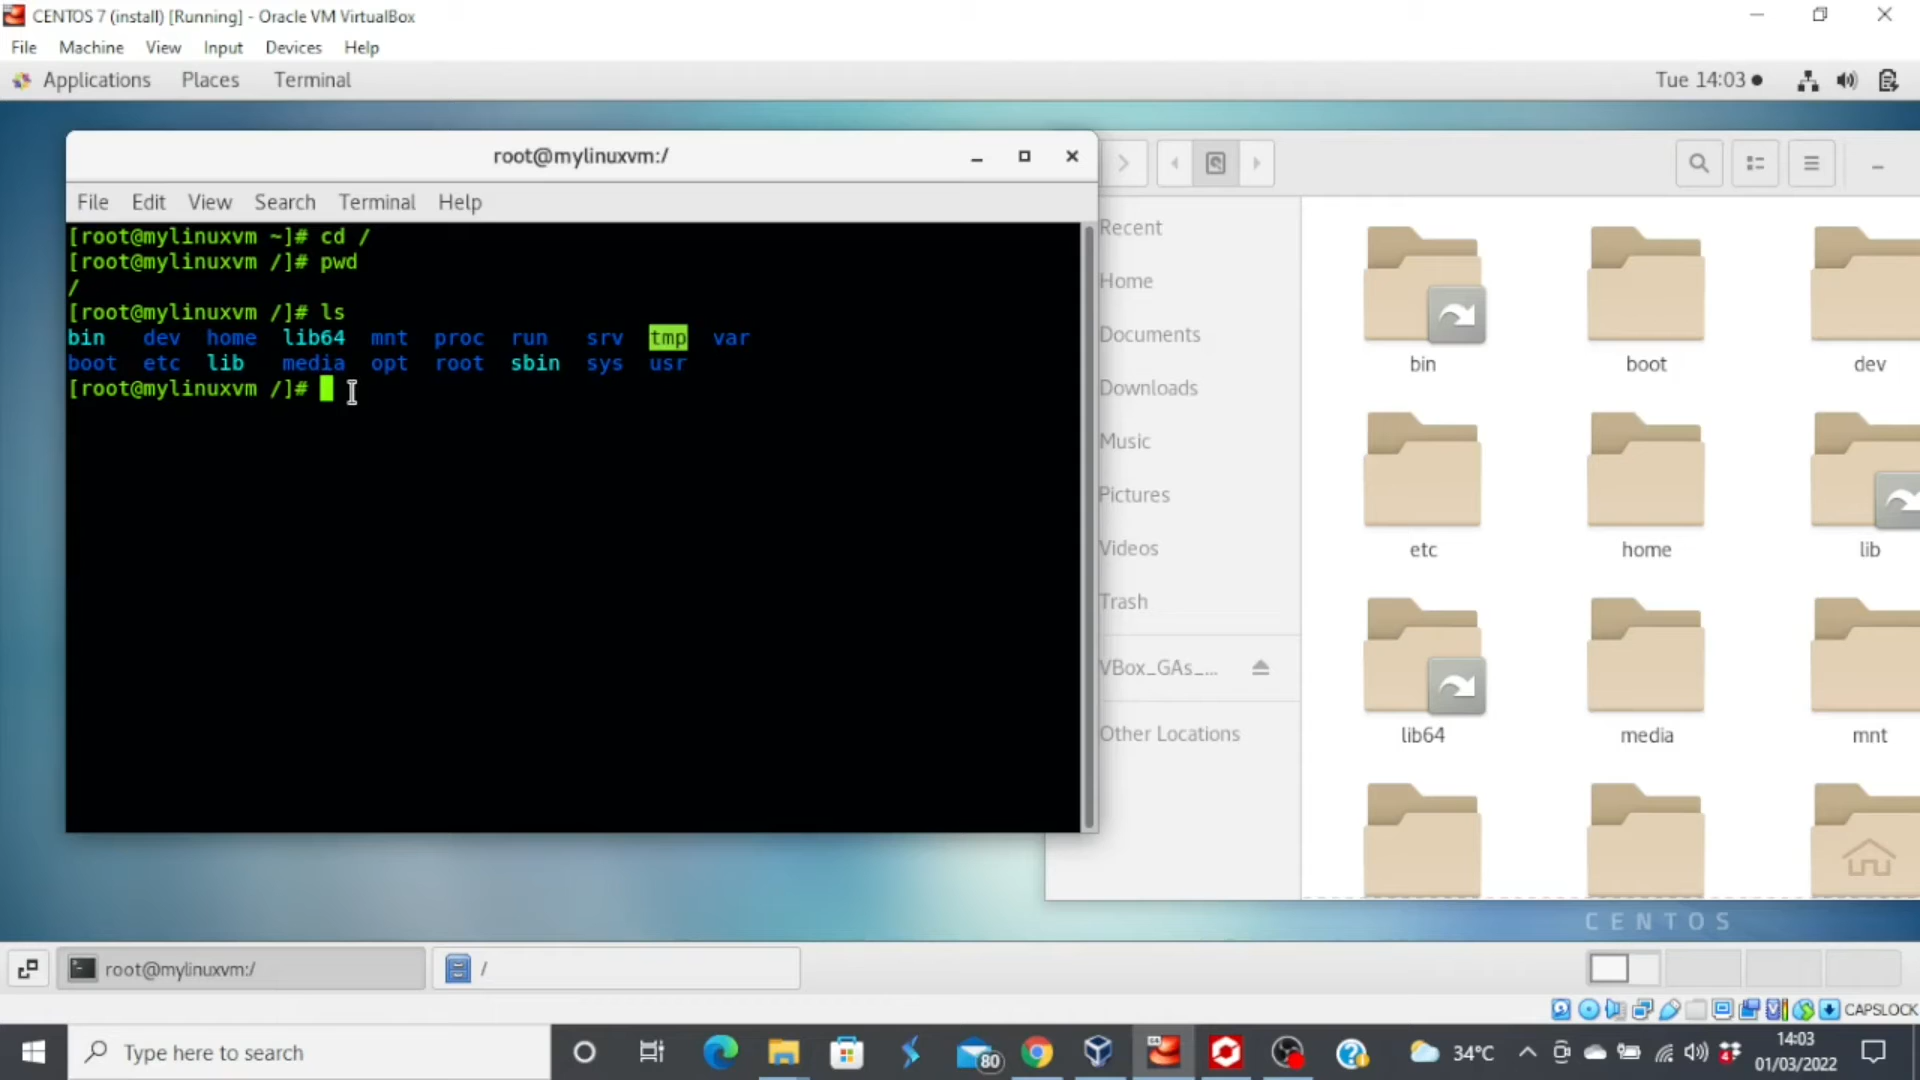 CENTOS 7 (install) [Running] - Oracle VM VirtualBox
File Machine View Input Devices Help
Applications Places Terminal Tue 14:03
root@mylinuxvm:/
File Edit View Search Terminal Help
[root@mylinuxvm ~]# cd /
[root@mylinuxvm /]# pwd
/
[root@mylinuxvm /]# ls
bin dev home lib64 mnt proc run srv tmp var
boot etc lib media opt root sbin sys usr
[root@mylinuxvm /]#
Recent
Home
Documents
Downloads
Music
Pictures
Videos
Trash
VBox_GAs_...
Other Locations
bin boot dev
etc home lib
lib64 media mnt
CENTOS
root@mylinuxvm:/ /
CAPSLOCK
Type here to search 80 34°C 14:03
01/03/2022